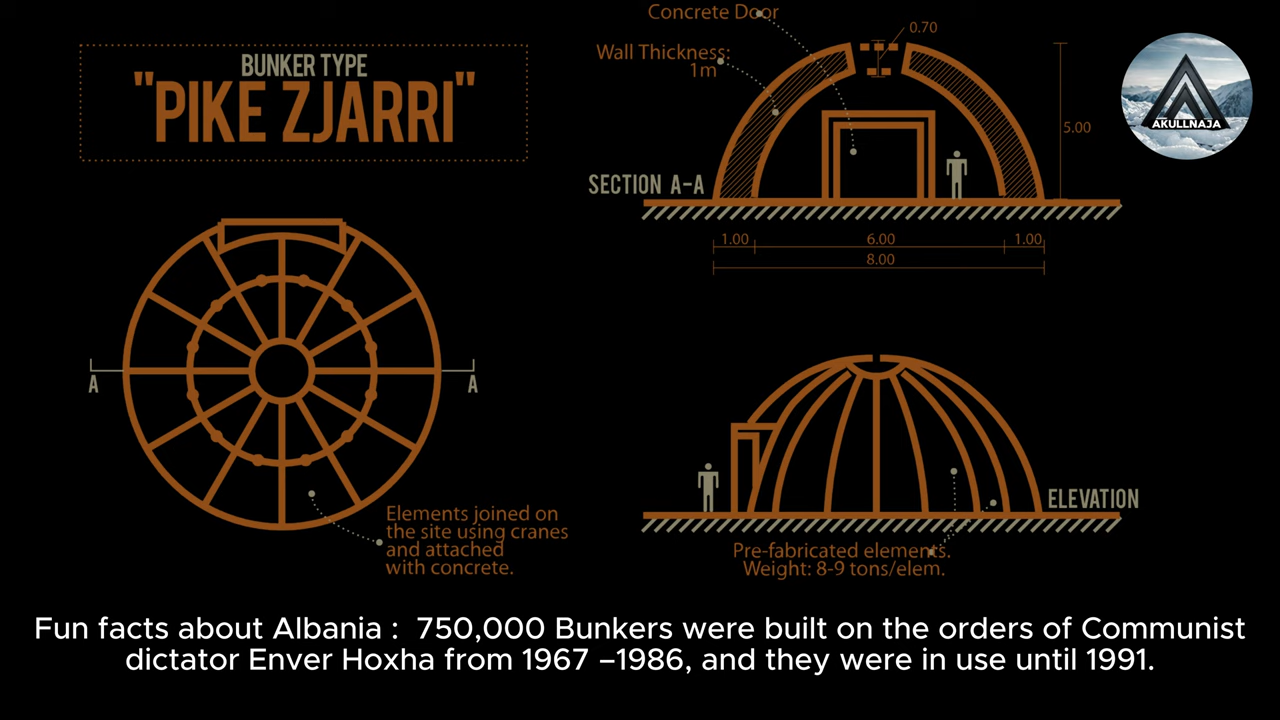 BUNKER TYPE
"PIKE ZJARRI"
Concrete Door
Wall Thickness:
1m
0.70
5.00
AKULLNAJA
SECTION A-A
1.00 6.00 1.00
8.00
A A
Elements joined on
the site using cranes
and attached
with concrete.
ELEVATION
Pre-fabricated elements.
Weight: 8-9 tons/elem.
Fun facts about Albania :  750,000 Bunkers were built on the orders of Communist
dictator Enver Hoxha from 1967 –1986, and they were in use until 1991.